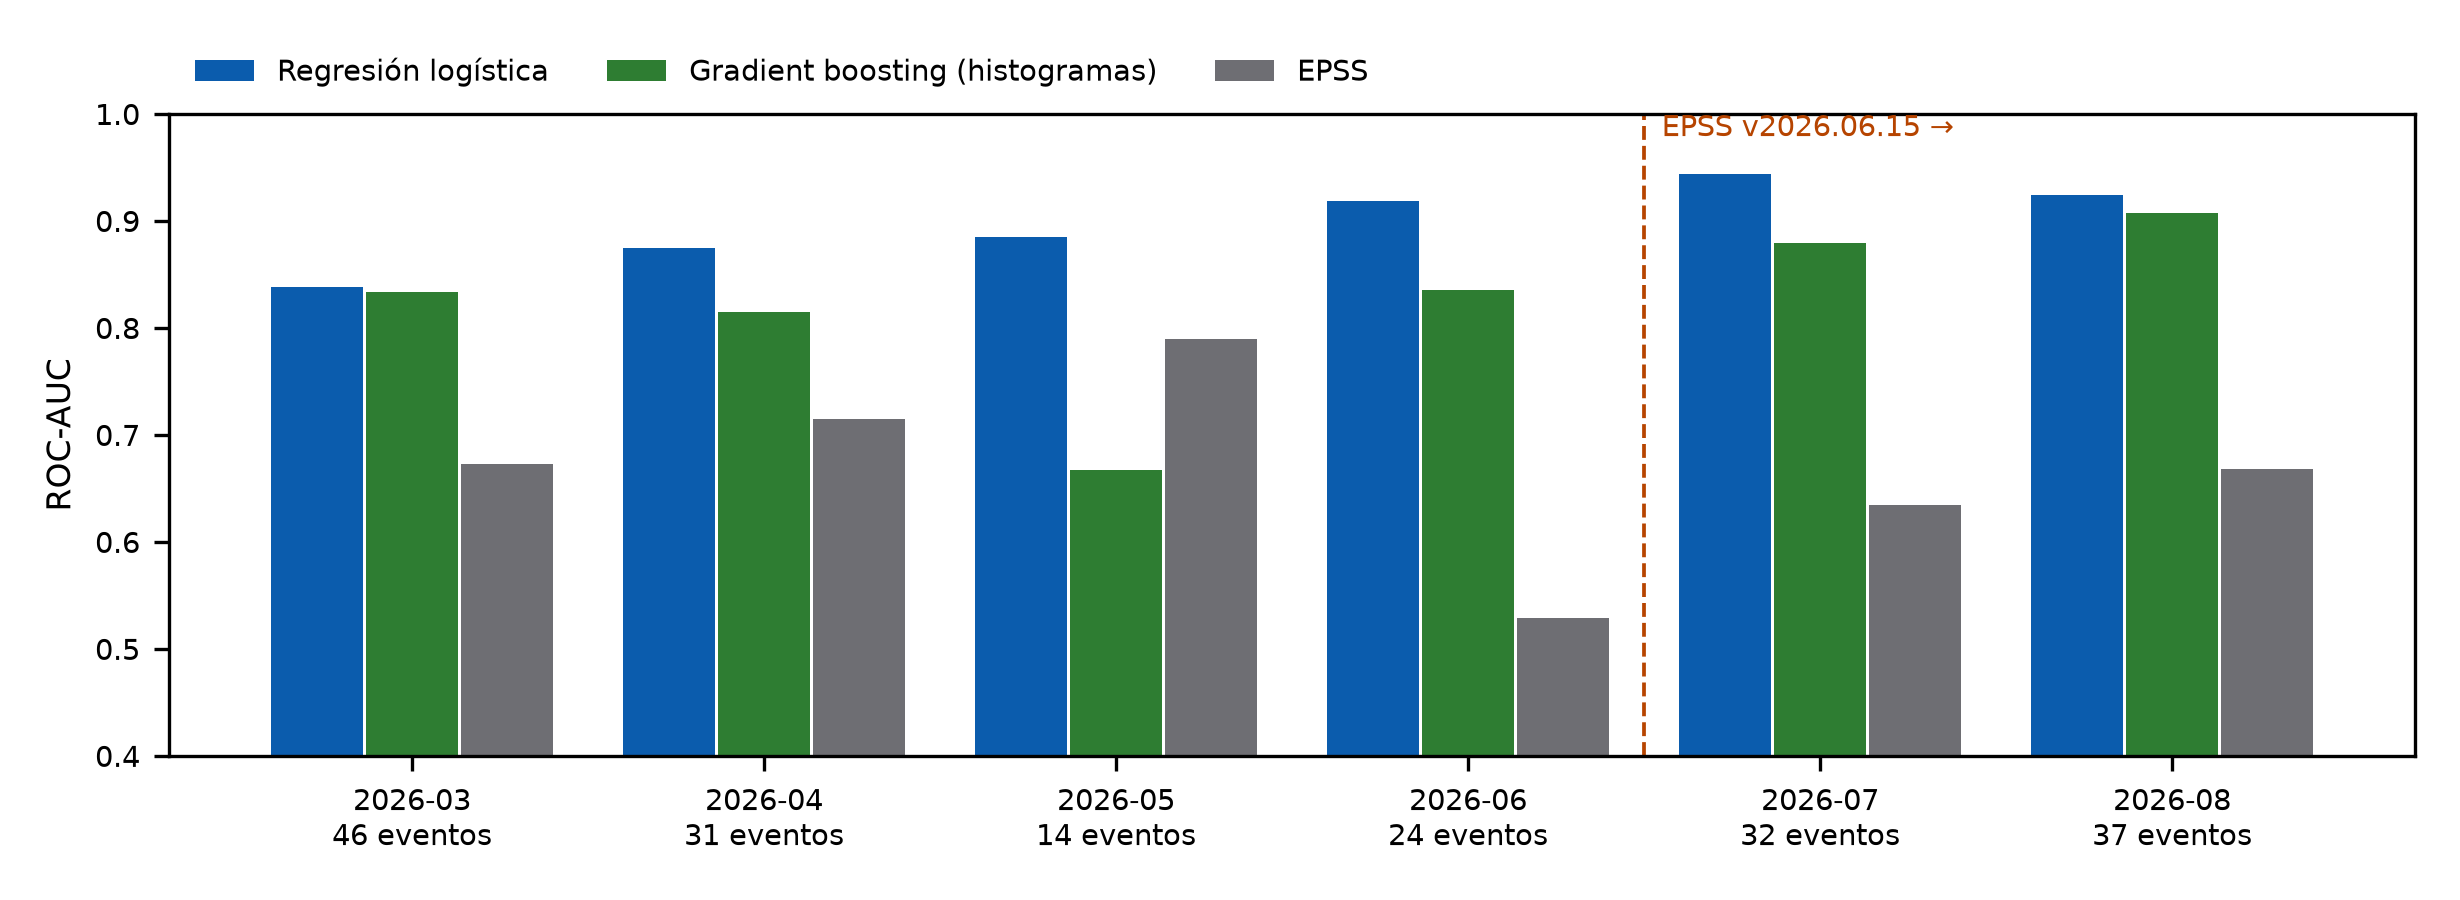 Regresión logística Gradient boosting (histogramas) EPSS
1.0
EPSS v2026.06.15 →
0.9
0.8
0.7
0.6
0.5
0.4
ROC-AUC
2026-03 2026-04 2026-05 2026-06 2026-07 2026-08
46 eventos 31 eventos 14 eventos 24 eventos 32 eventos 37 eventos